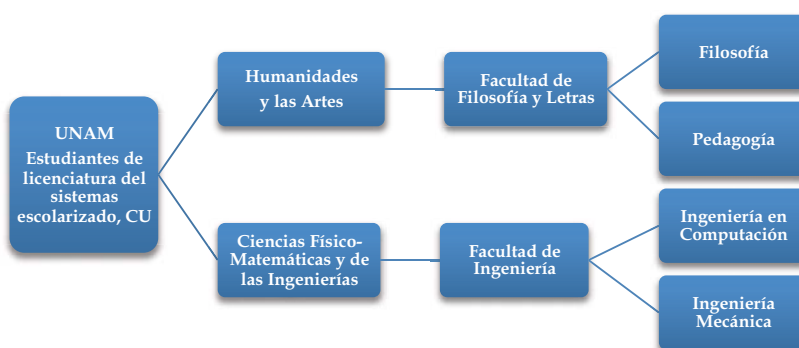 UNAM
Estudiantes de
licenciatura del
sistemas
escolarizado, CU
Humanidades
y las Artes
Facultad de
Filosofía y Letras
Filosofía
Pedagogía
Ciencias Físico-
Matemáticas y de
las Ingenierías
Facultad de
Ingeniería
Ingeniería en
Computación
Ingeniería
Mecánica